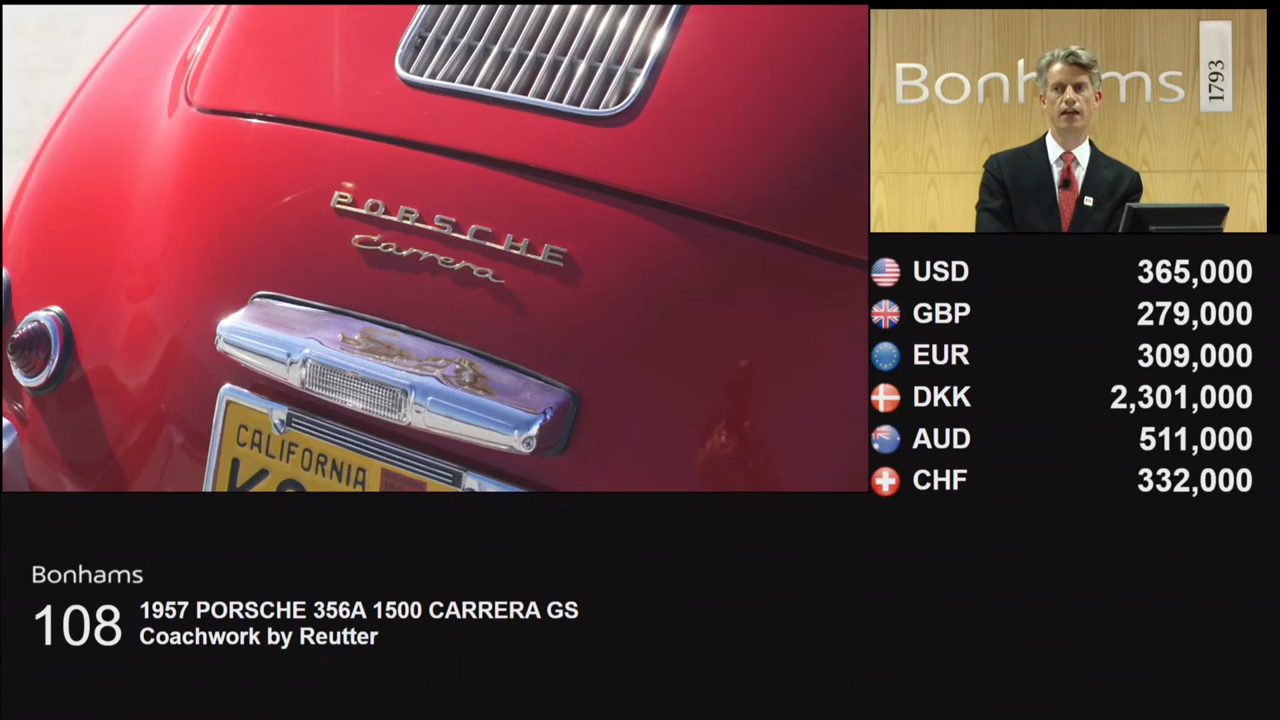 PORSCHE
Carrera
CALIFORNIA
Bonhams
1793
USD 365,000
GBP 279,000
EUR 309,000
DKK 2,301,000
AUD 511,000
CHF 332,000
Bonhams
108
1957 PORSCHE 356A 1500 CARRERA GS
Coachwork by Reutter